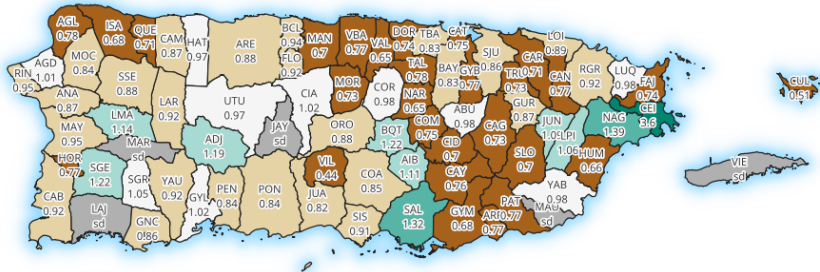 AGL
0.78
ISA
0.68
QUE
0.71
CAM
0.87
HAT
0.97
ARE
0.88
BCL
0.94
FLO
0.92
MAN
0.7
VBA
0.77
VAL
0.65
DOR
0.74
TBA
0.83
CAT
0.75
TAL
0.78
BAY
0.83
GYB
0.77
SJU
0.86
TRU
0.73
CAR
0.71
LOI
0.89
CAN
0.77
RGR
0.92
LUQ
0.98
FAJ
0.74
CUL
0.51
AGD
1.01
MOC
0.84
RIN
0.95
ANA
0.87
SSE
0.88
LAR
0.92
UTU
0.97
CIA
1.02
MOR
0.73
COR
0.98
NAR
0.65
ABU
0.98
GUR
0.87
CEI
3.6
NAG
1.39
LMA
1.14
MAY
0.95
MAR
sd
ADJ
1.19
JAY
sd
ORO
0.88
BQT
1.22
COM
0.75
CID
0.7
CAG
0.73
JUN
LPI
1.06
HOR
0.77
SGE
1.22
VIL
0.44
AIB
1.11
CAY
0.76
SLO
0.7
HUM
0.66
VIE
sd
CAB
0.92
LAJ
sd
SGR
1.05
YAU
0.92
GYL
1.02
PEN
0.84
PON
0.84
JUA
0.82
COA
0.85
SAL
1.32
GYM
0.68
ARI
0.77
PAT
0.77
YAB
0.98
MAU
sd
GNC
0.86
SIS
0.91